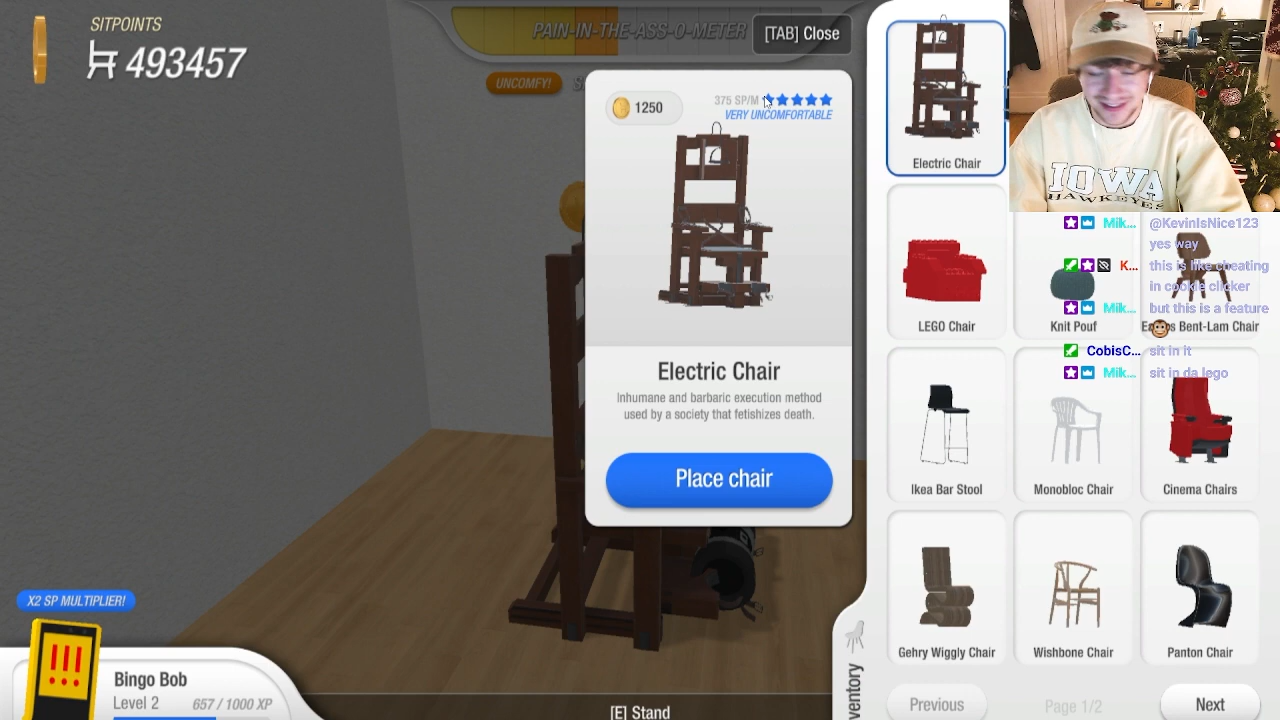 SITPOINTS
493457
PAIN-IN-THE-ASS-O-METER
[TAB] Close
UNCOMFY!
1250
375 SP/M
VERY UNCOMFORTABLE
Electric Chair
Inhumane and barbaric execution method
used by a society that fetishizes death.
Place chair
Electric Chair
LEGO Chair
Knit Pouf
Bent-Lam Chair
Ikea Bar Stool
Monobloc Chair
Cinema Chairs
Gehry Wiggly Chair
Wishbone Chair
Panton Chair
Previous
Page 1/2
Next
ventory
IOWA
HAWKEYES
Mik... @KevinIsNice123
yes way
K... this is like cheating
in cookie clicker
Mik... but this is a feature
CobisC... sit in it
Mik... sit in da lego
X2 SP MULTIPLIER!
!!!
Bingo Bob
Level 2
657 / 1000 XP
[E] Stand